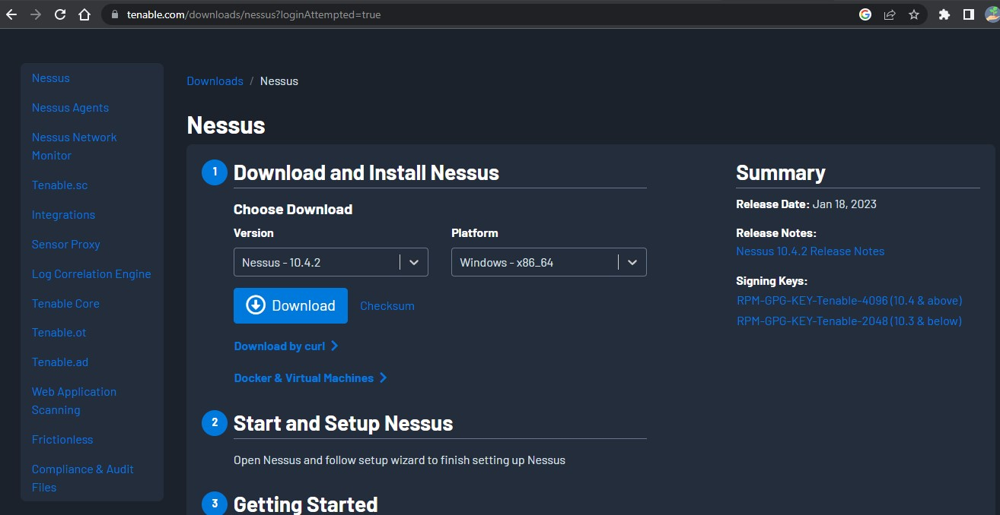 tenable.com/downloads/nessus?loginAttempted=true
Nessus
Nessus Agents
Nessus Network
Monitor
Tenable.sc
Integrations
Sensor Proxy
Log Correlation Engine
Tenable Core
Tenable.ot
Tenable.ad
Web Application
Scanning
Frictionless
Compliance & Audit
Files
Downloads / Nessus
Nessus
1 Download and Install Nessus
Choose Download
Version Platform
Nessus - 10.4.2 Windows - x86_64
Download Checksum
Download by curl
Docker & Virtual Machines
2 Start and Setup Nessus
Open Nessus and follow setup wizard to finish setting up Nessus
3 Getting Started
Summary
Release Date: Jan 18, 2023
Release Notes:
Nessus 10.4.2 Release Notes
Signing Keys:
RPM-GPG-KEY-Tenable-4096 (10.4 & above)
RPM-GPG-KEY-Tenable-2048 (10.3 & below)